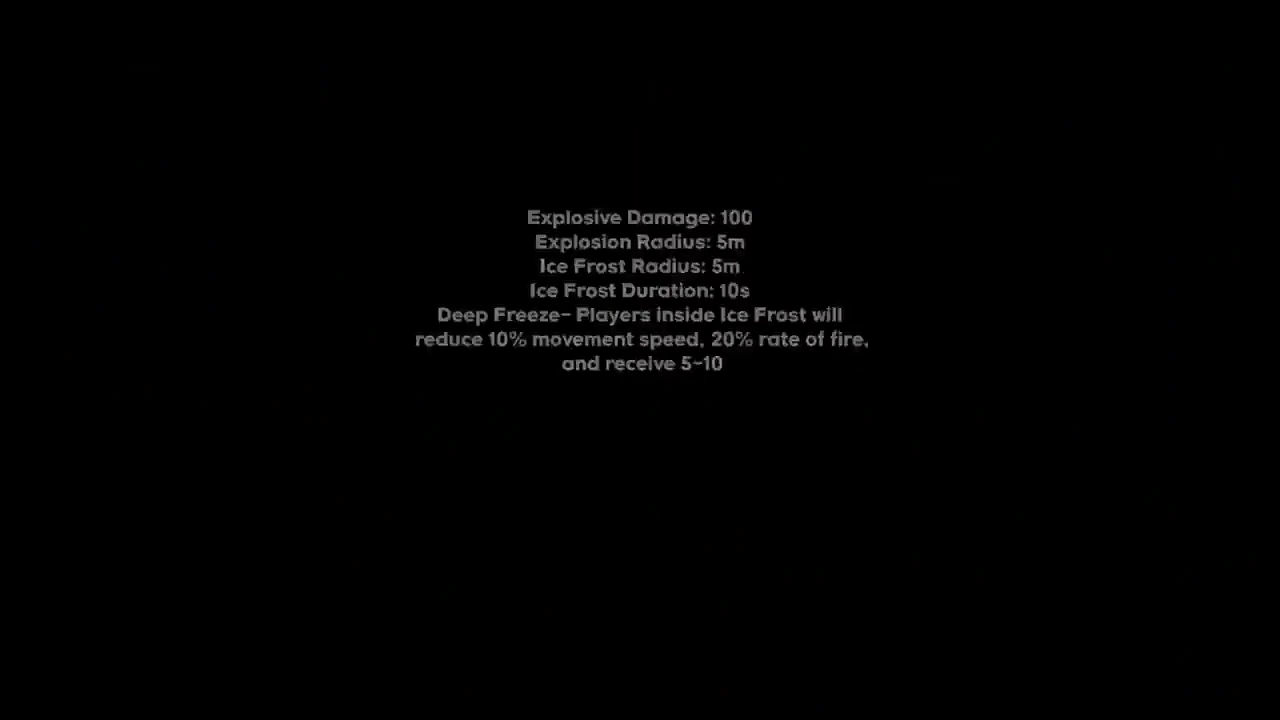 Explosive Damage: 100
Explosion Radius: 5m
Ice Frost Radius: 5m
Ice Frost Duration: 10s
Deep Freeze- Players inside Ice Frost will
reduce 10% movement speed, 20% rate of fire,
and receive 5-10